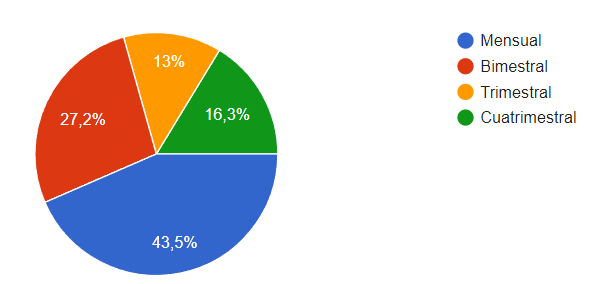 13%
16,3%
27,2%
43,5%
Mensual
Bimestral
Trimestral
Cuatrimestral